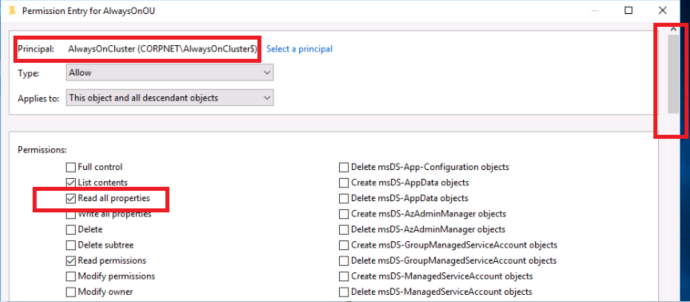 Permission Entry for AlwaysOnOU
Principal: AlwaysOnCluster (CORPNET\AlwaysOnCluster$) Select a principal
Type: Allow
Applies to: This object and all descendant objects
Permissions:
Full control Delete msDS-App-Configuration objects
List contents Create msDS-AppData objects
Read all properties Delete msDS-AppData objects
Write all properties Create msDS-AzAdminManager objects
Delete Delete msDS-AzAdminManager objects
Delete subtree Create msDS-GroupManagedServiceAccount objects
Read permissions Delete msDS-GroupManagedServiceAccount objects
Modify permissions Create msDS-ManagedServiceAccount objects
Modify owner Delete msDS-ManagedServiceAccount objects